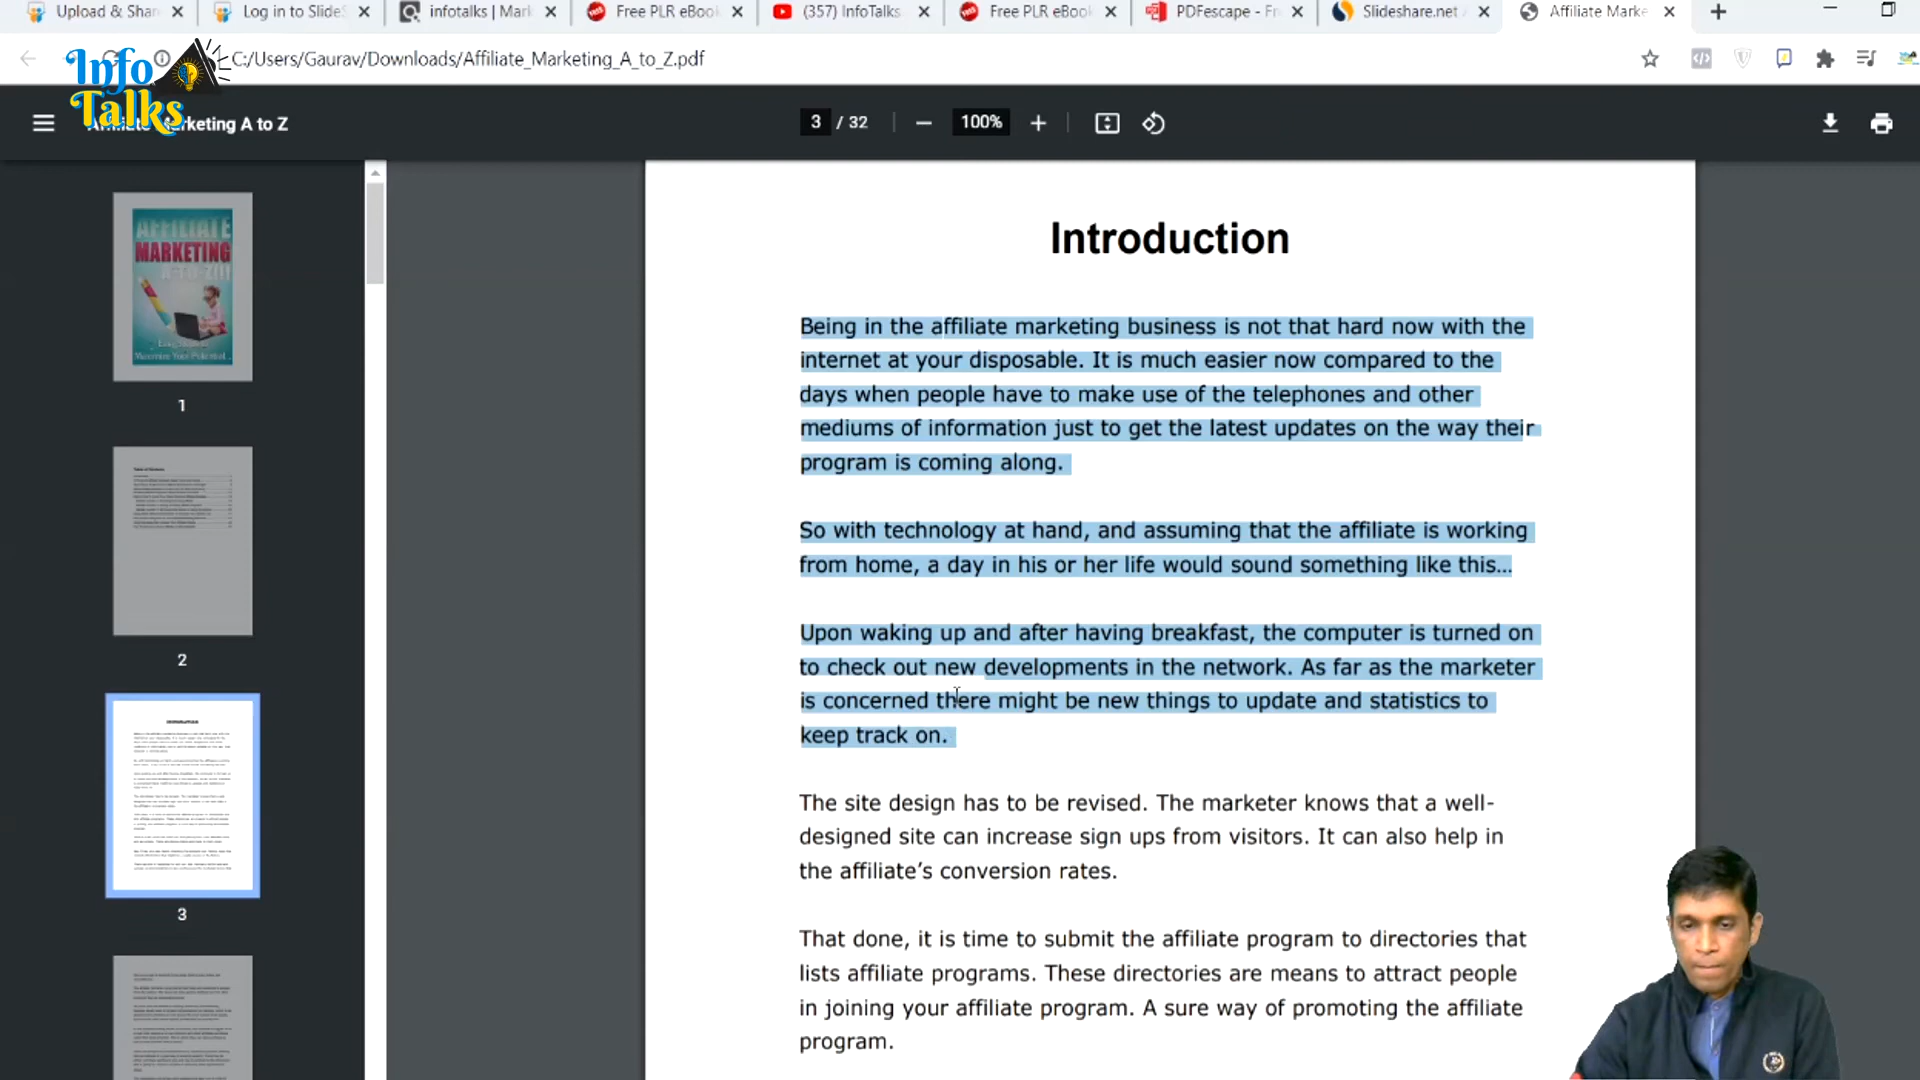 Upload & Shar
Log in to SlideS
infotalks | Mark
Free PLR eBook
(357) InfoTalks
Free PLR eBook
PDFescape - Fr
Slideshare.net
Affiliate Marke
C:/Users/Gaurav/Downloads/Affiliate_Marketing_A_to_Z.pdf
Info
Talks
Marketing A to Z
3 / 32
100%
AFFILIATE
MARKETING
1
2
3
Introduction
Being in the affiliate marketing business is not that hard now with the
internet at your disposable. It is much easier now compared to the
days when people have to make use of the telephones and other
mediums of information just to get the latest updates on the way their
program is coming along.
So with technology at hand, and assuming that the affiliate is working
from home, a day in his or her life would sound something like this…
Upon waking up and after having breakfast, the computer is turned on
to check out new developments in the network. As far as the marketer
is concerned there might be new things to update and statistics to
keep track on.
The site design has to be revised. The marketer knows that a well-
designed site can increase sign ups from visitors. It can also help in
the affiliate’s conversion rates.
That done, it is time to submit the affiliate program to directories that
lists affiliate programs. These directories are means to attract people
in joining your affiliate program. A sure way of promoting the affiliate
program.